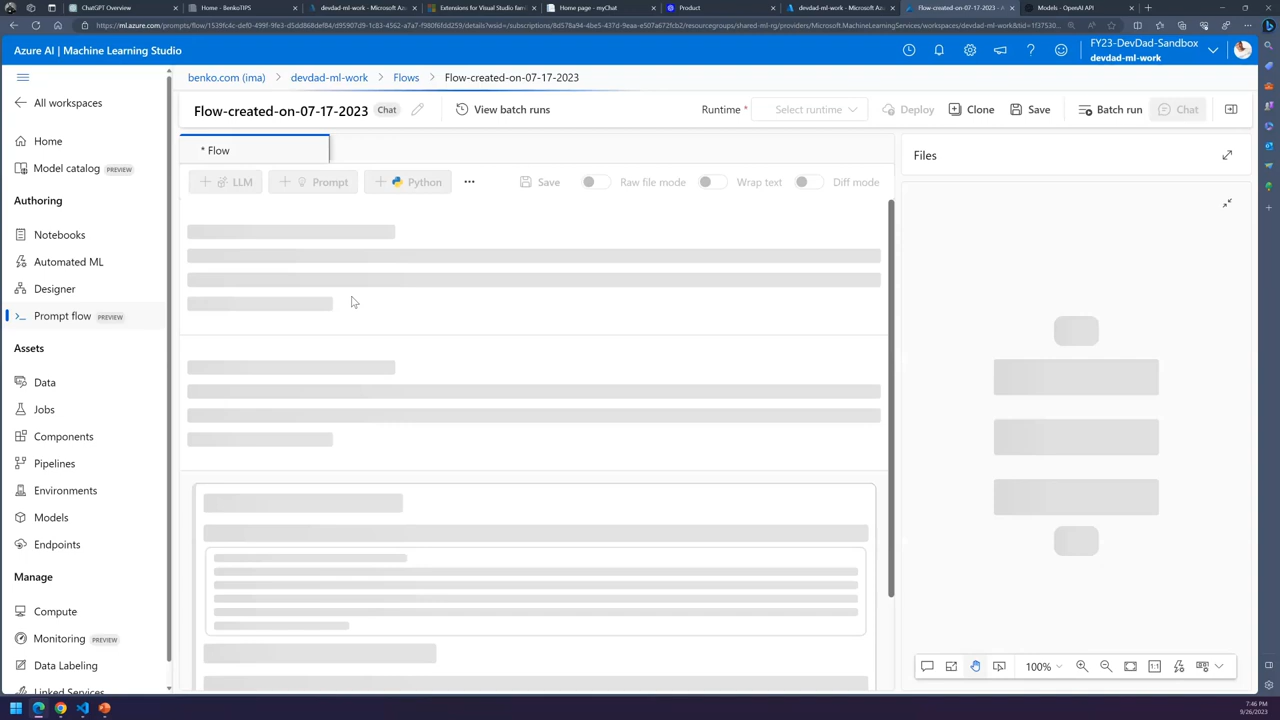 ChatGPT Overview
Home - BenkoTIPS
devdad-ml-work - Microsoft Az
Extensions for Visual Studio fami
Home page - myChat
Product
devdad-ml-work - Microsoft Az
Flow-created-on-07-17-2023 - A
Models - OpenAI API
Azure AI | Machine Learning Studio
FY23-DevDad-Sandbox
devdad-ml-work
benko.com (ima)
devdad-ml-work
Flows
Flow-created-on-07-17-2023
All workspaces
Home
Model catalog PREVIEW
Authoring
Notebooks
Automated ML
Designer
Prompt flow PREVIEW
Assets
Data
Jobs
Components
Pipelines
Environments
Models
Endpoints
Manage
Compute
Monitoring PREVIEW
Data Labeling
Linked Services
Flow-created-on-07-17-2023 Chat
View batch runs
Runtime *
Select runtime
Deploy
Clone
Save
Batch run
Chat
* Flow
LLM
Prompt
Python
Save
Raw file mode
Wrap text
Diff mode
Files
100%
1:1
7:46 PM
9/26/2023